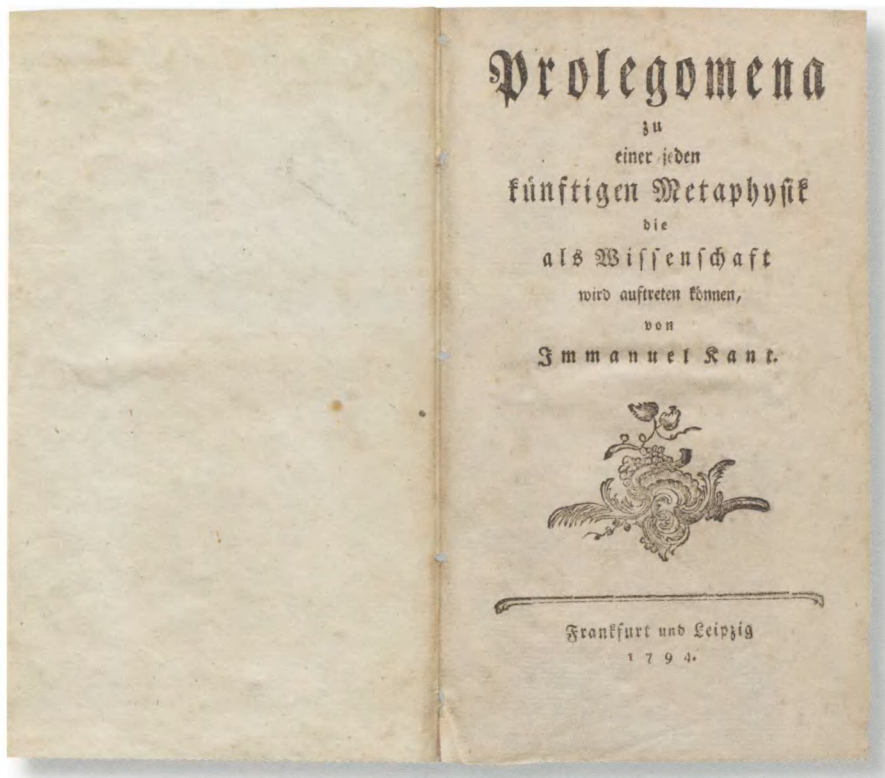 Prolegomena
zu
einer jeden
künftigen Metaphysik
die
als Wissenschaft
wird auftreten können,
von
Immanuel Kant.
Frankfurt und Leipzig
1794.